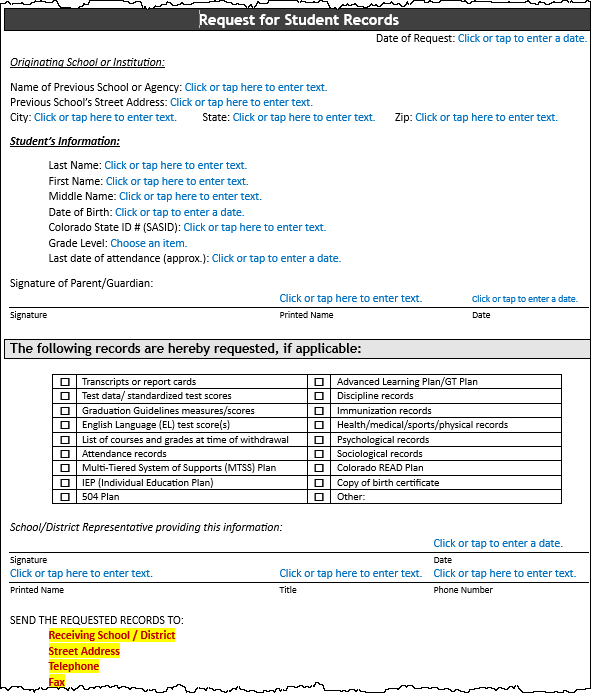 Request for Student Records
Date of Request: Click or tap to enter a date.
Originating School or Institution:
Name of Previous School or Agency: Click or tap here to enter text.
Previous School's Street Address: Click or tap here to enter text.
City: Click or tap here to enter text. State: Click or tap here to enter text. Zip: Click or tap here to enter text.
Student's Information:
Last Name: Click or tap here to enter text.
First Name: Click or tap here to enter text.
Middle Name: Click or tap here to enter text.
Date of Birth: Click or tap to enter a date.
Colorado State ID # (SASID): Click or tap here to enter text.
Grade Level: Choose an item.
Last date of attendance (approx.): Click or tap to enter a date.
Signature of Parent/Guardian:
Click or tap here to enter text. Click or tap to enter a date.
Signature Printed Name Date
The following records are hereby requested, if applicable:
☐ Transcripts or report cards ☐ Advanced Learning Plan/GT Plan
☐ Test data/ standardized test scores ☐ Discipline records
☐ Graduation Guidelines measures/scores ☐ Immunization records
☐ English Language (EL) test score(s) ☐ Health/medical/sports/physical records
☐ List of courses and grades at time of withdrawal ☐ Psychological records
☐ Attendance records ☐ Sociological records
☐ Multi-Tiered System of Supports (MTSS) Plan ☐ Colorado READ Plan
☐ IEP (Individual Education Plan) ☐ Copy of birth certificate
☐ 504 Plan ☐ Other:
School/District Representative providing this information:
Click or tap to enter a date.
Signature Date
Click or tap here to enter text. Click or tap here to enter text. Click or tap here to enter text.
Printed Name Title Phone Number
SEND THE REQUESTED RECORDS TO:
Receiving School / District
Street Address
Telephone
Fax